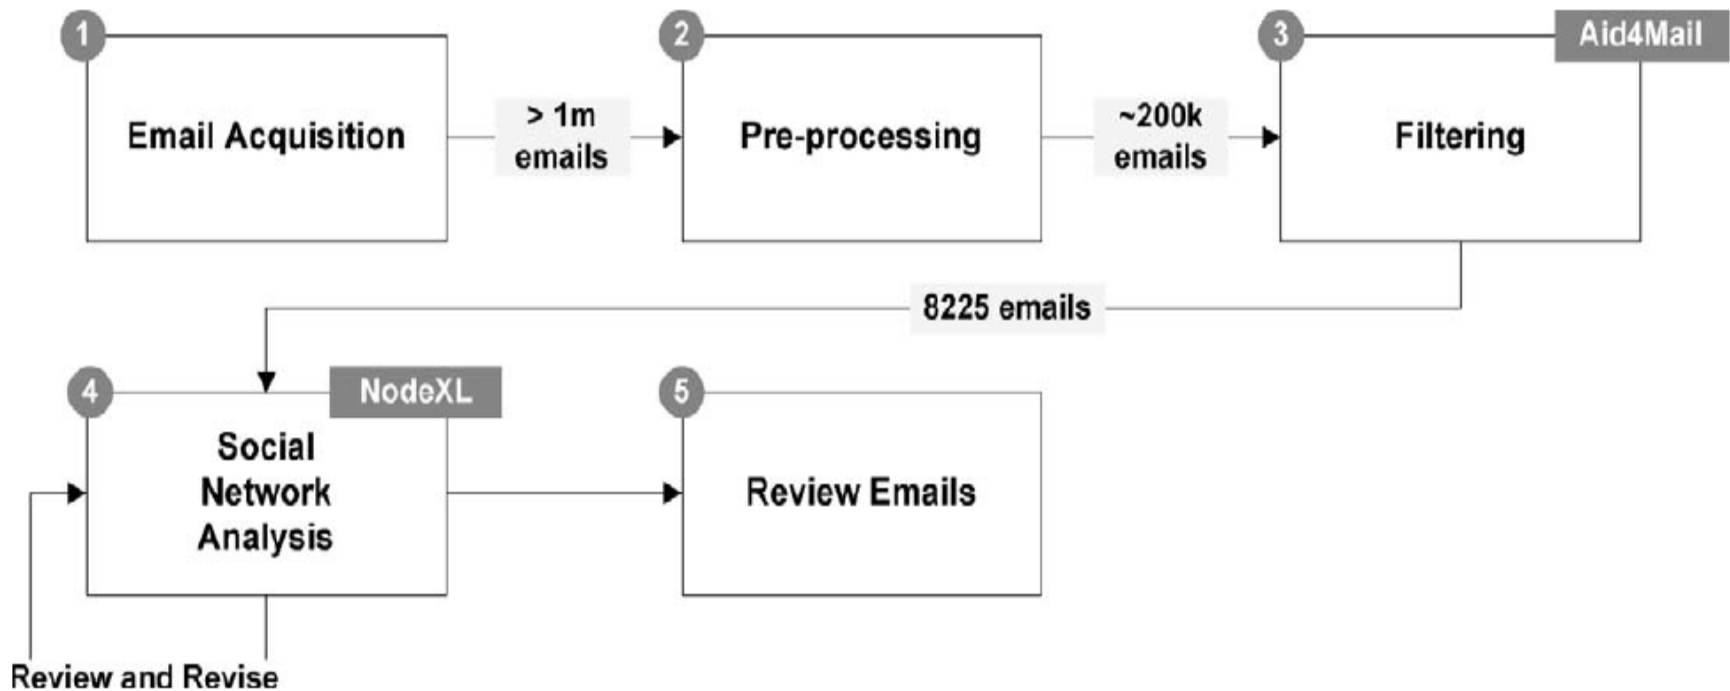 1
Email Acquisition
> 1m
emails
2
Pre-processing
~200k
emails
3
Aid4Mail
Filtering
8225 emails
4
NodeXL
Social
Network
Analysis
5
Review Emails
Review and Revise